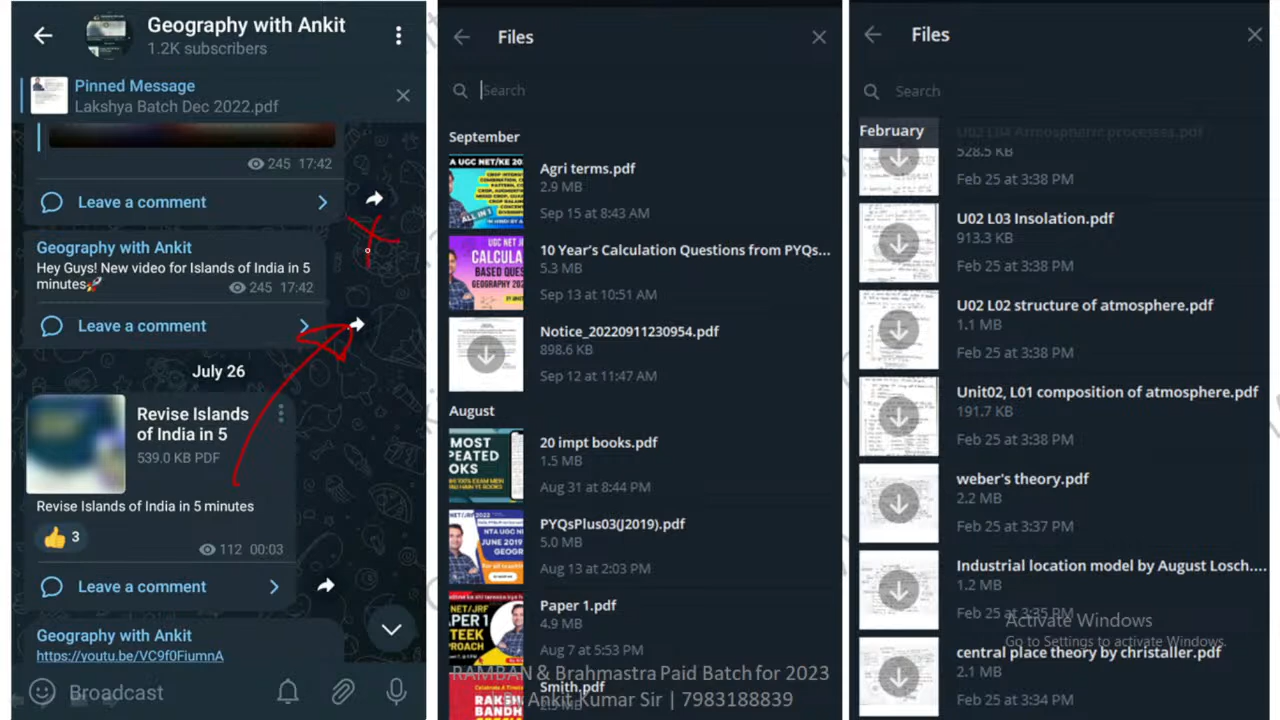 Geography with Ankit
1.2K subscribers
Pinned Message
Lakshya Batch Dec 2022.pdf
245 17:42
Leave a comment
Geography with Ankit
Hey Guys! New video for Islands of India in 5
minutes🚀
245 17:42
Leave a comment
July 26
Revise Islands
of India in 5
539.0 KB PDF
Revise Islands of India in 5 minutes
👍 3
112 00:03
Leave a comment
Geography with Ankit
https://youtu.be/VC9f0FiumnA
Broadcast
Files
Search
September
Agri terms.pdf
2.9 MB
Sep 15 at 8:43 AM
10 Year's Calculation Questions from PYQs...
5.3 MB
Sep 13 at 10:51 AM
Notice_20220911230954.pdf
898.6 KB
Sep 12 at 11:47 AM
August
20 impt books.pdf
1.5 MB
Aug 31 at 8:44 PM
PYQsPlus03(J2019).pdf
5.0 MB
Aug 13 at 2:03 PM
Paper 1.pdf
4.9 MB
Aug 7 at 5:53 PM
Smith.pdf
RAMBAN & Brahmastra Paid Batch for 2023
By Ankit Kumar Sir | 7983188839
Files
Search
February
U02 L04 Atmospheric processes.pdf
528.5 KB
Feb 25 at 3:38 PM
U02 L03 Insolation.pdf
913.3 KB
Feb 25 at 3:38 PM
U02 L02 structure of atmosphere.pdf
1.1 MB
Feb 25 at 3:38 PM
Unit02, L01 composition of atmosphere.pdf
191.7 KB
Feb 25 at 3:38 PM
weber's theory.pdf
2.2 MB
Feb 25 at 3:37 PM
Industrial location model by August Losch....
1.2 MB
Feb 25 at 3:35 PM
central place theory by christaller.pdf
2.1 MB
Feb 25 at 3:34 PM
Activate Windows
Go to Settings to activate Windows.